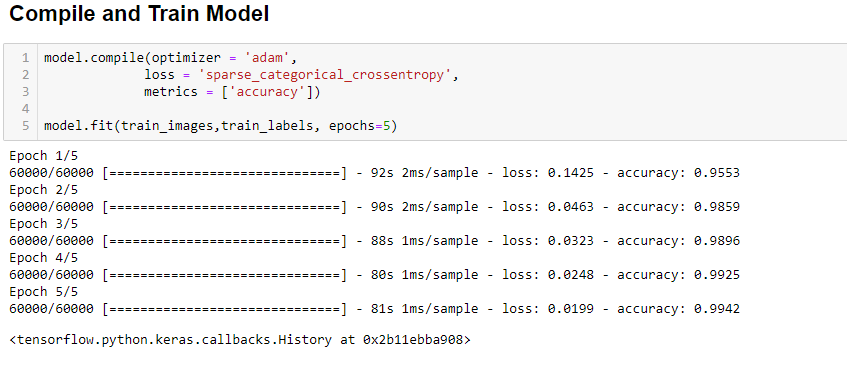 Compile and Train Model
1 model.compile(optimizer = 'adam',
2 loss = 'sparse_categorical_crossentropy',
3 metrics = ['accuracy'])
4
5 model.fit(train_images,train_labels, epochs=5)
Epoch 1/5
60000/60000 [==============================] - 92s 2ms/sample - loss: 0.1425 - accuracy: 0.9553
Epoch 2/5
60000/60000 [==============================] - 90s 2ms/sample - loss: 0.0463 - accuracy: 0.9859
Epoch 3/5
60000/60000 [==============================] - 88s 1ms/sample - loss: 0.0323 - accuracy: 0.9896
Epoch 4/5
60000/60000 [==============================] - 80s 1ms/sample - loss: 0.0248 - accuracy: 0.9925
Epoch 5/5
60000/60000 [==============================] - 81s 1ms/sample - loss: 0.0199 - accuracy: 0.9942
<tensorflow.python.keras.callbacks.History at 0x2b11ebba908>